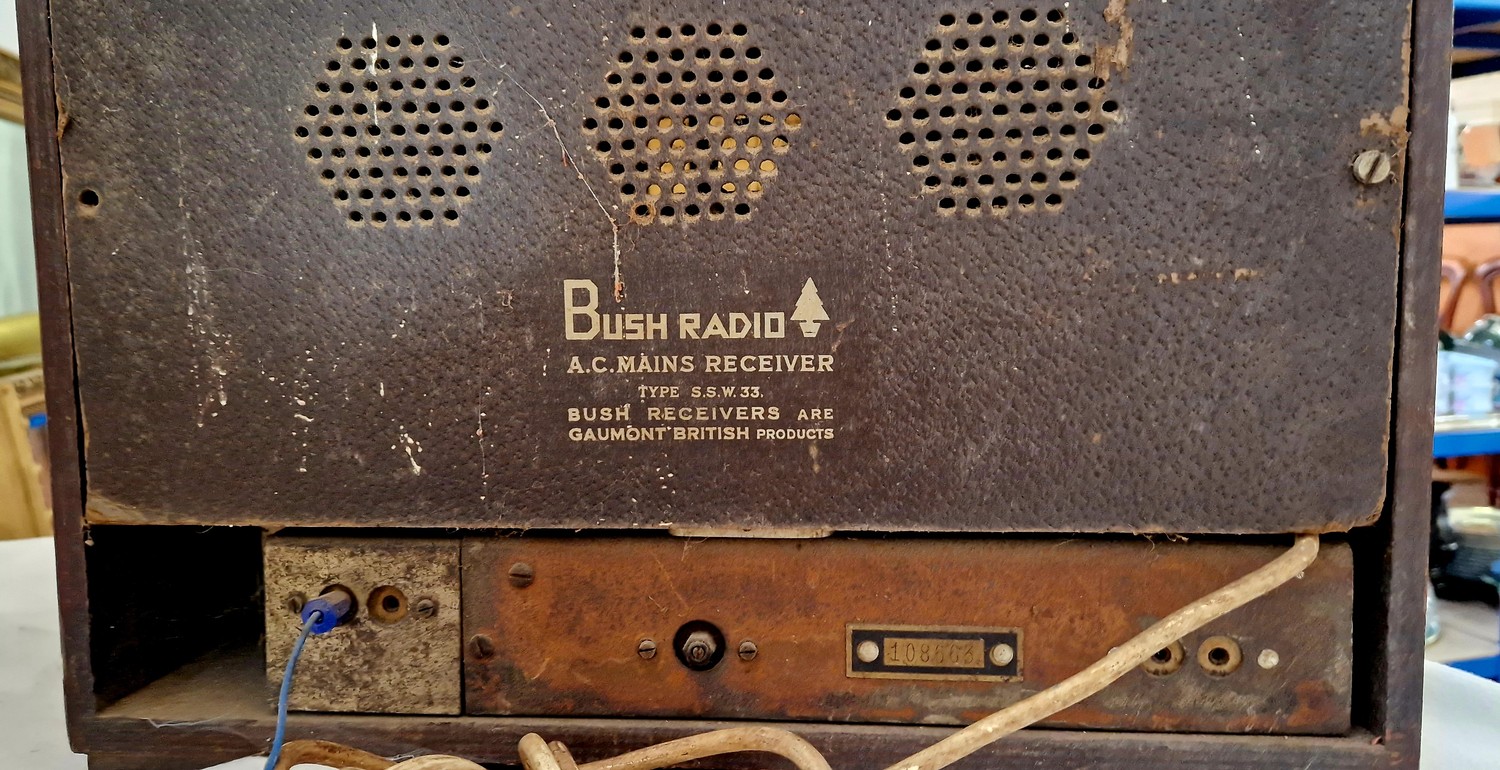 BUSH RADIO
A.C. MAINS RECEIVER
TYPE S.S.W. 33.
BUSH RECEIVERS ARE
GAUMONT BRITISH PRODUCTS